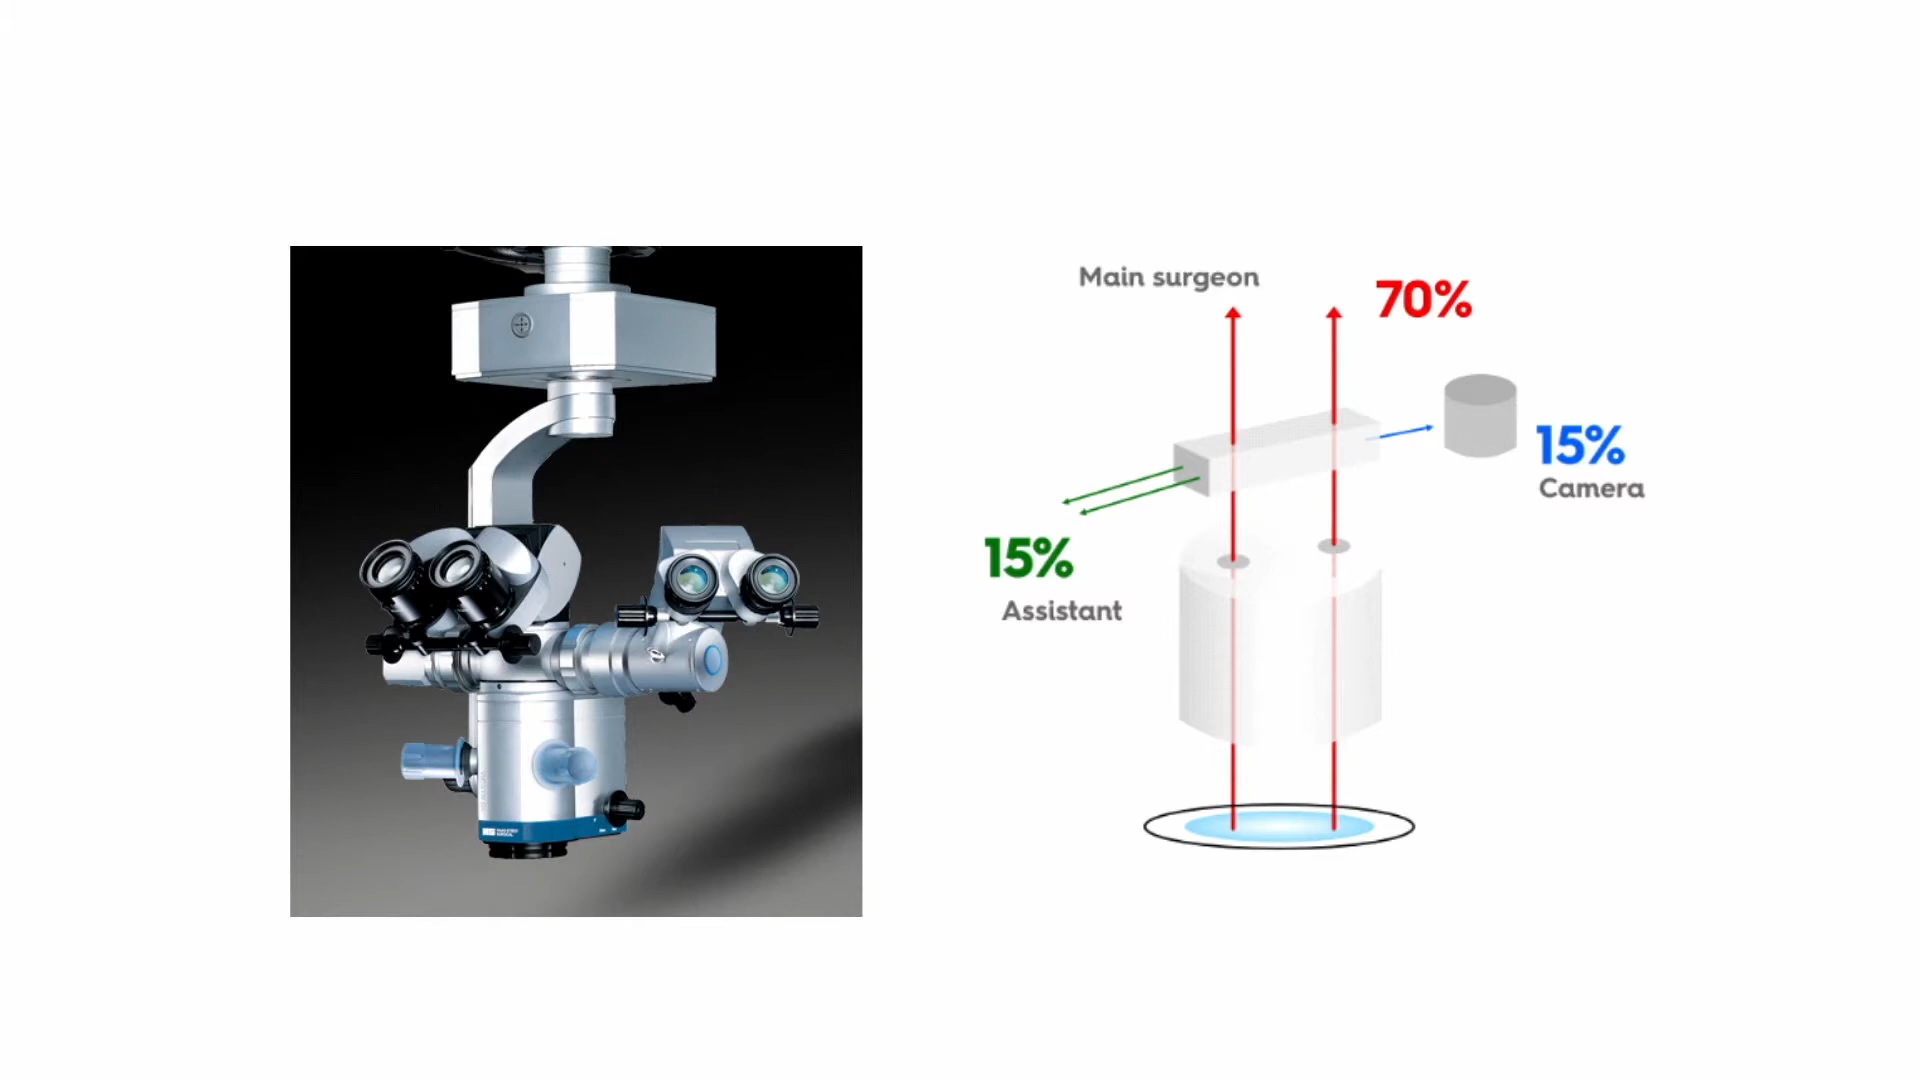 Main surgeon
70%
15%
Camera
15%
Assistant